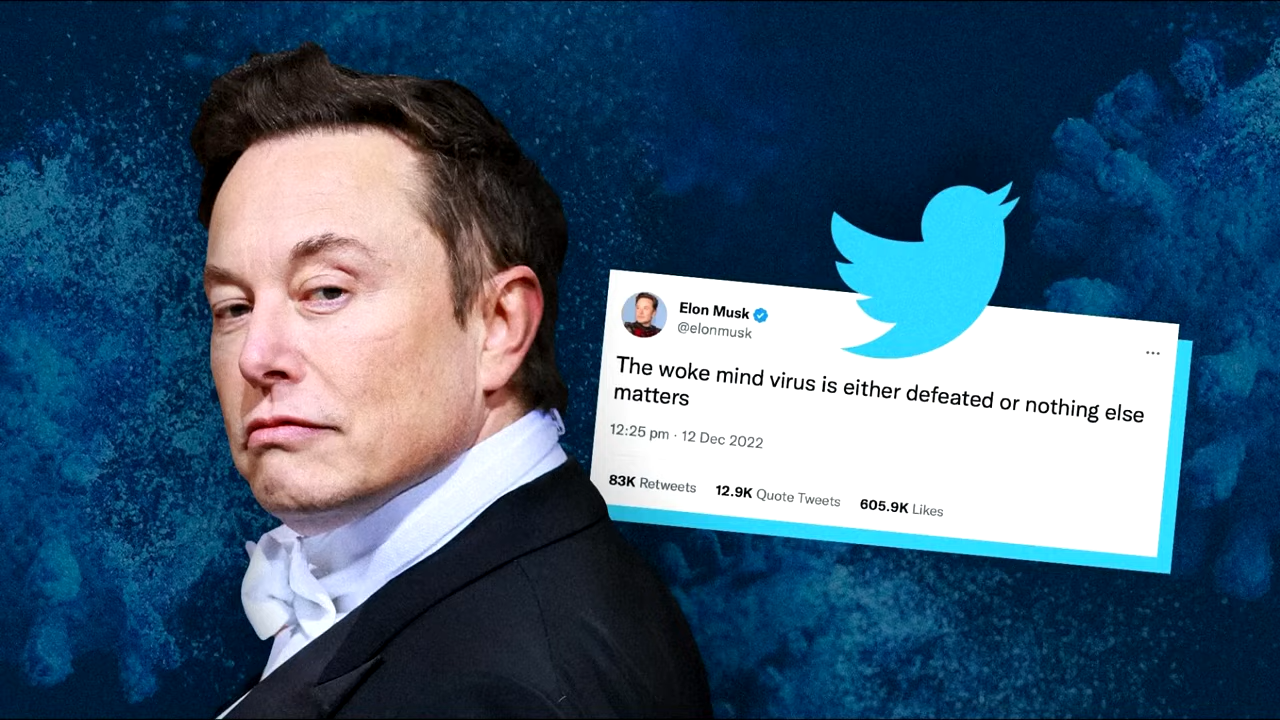 Elon Musk
@elonmusk
The woke mind virus is either defeated or nothing else
matters
12:25 pm · 12 Dec 2022
83K Retweets 12.9K Quote Tweets 605.9K Likes